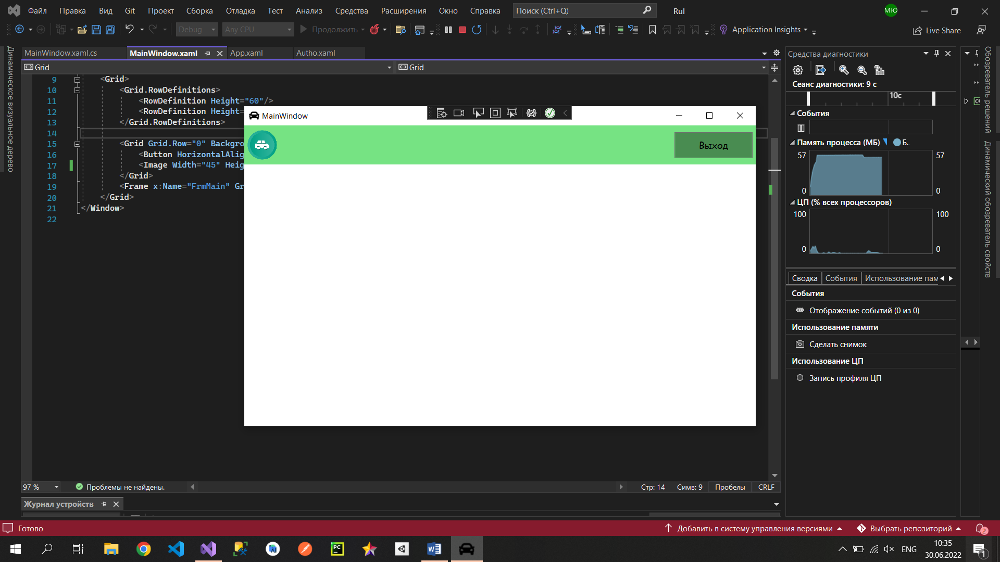 Файл Правка Вид Git Проект Сборка Отладка Тест Анализ Средства Расширения Окно Справка Поиск (Ctrl+Q) Rul МЮ
Debug Any CPU Продолжить Application Insights Live Share
Динамическое визуальное дерево
MainWindow.xaml.cs MainWindow.xaml App.xaml Autho.xaml
Grid Grid
9 <Grid>
10 <Grid.RowDefinitions>
11 <RowDefinition Height="60"/>
12 <RowDefinition Height=
13 </Grid.RowDefinitions>
14
15 <Grid Grid.Row="0" Backgro
16 <Button HorizontalAlig
17 <Image Width="45" Heig
18 </Grid>
19 <Frame x:Name="FrmMain" Gr
20 </Grid>
21 </Window>
22
MainWindow
Выход
97 % Проблемы не найдены. Стр: 14 Симв: 9 Пробелы CRLF
Журнал устройств
Средства диагностики
Сеанс диагностики: 9 с
10с
События
Память процесса (МБ) Б..
57 57
0 0
ЦП (% всех процессоров)
100 100
0 0
Сводка События Использование пам
События
Отображение событий (0 из 0)
Использование памяти
Сделать снимок
Использование ЦП
Запись профиля ЦП
Обозреватель решений
Динамический обозреватель свойств
Готово Добавить в систему управления версиями Выбрать репозиторий 2
PC W ENG 10:35
30.06.2022 1